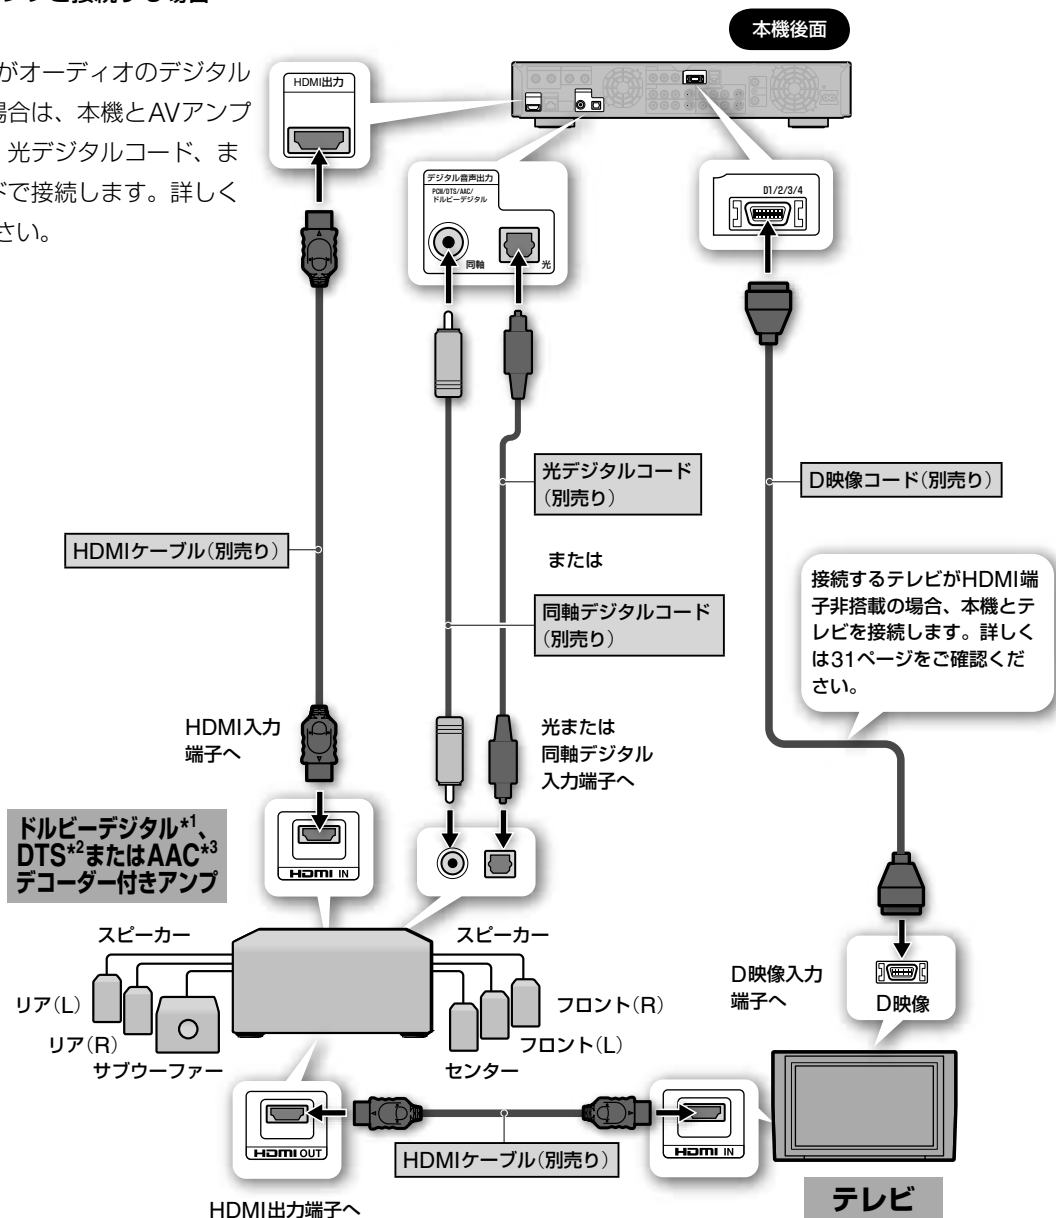 本機後面
がオーディオのデジタル
場合は、本機とAVアンプ
光デジタルコード、ま
ドで接続します。詳しく
さい。
HDMI出力
デジタル音声出力
PCM/DTS/AAC/
ドルビーデジタル
同軸
光
D1/2/3/4
光デジタルコード
(別売り)
D映像コード(別売り)
HDMIケーブル(別売り)
または
同軸デジタルコード
(別売り)
接続するテレビがHDMI端
子非搭載の場合、本機とテ
レビを接続します。詳しく
は31ページをご確認くだ
さい。
HDMI入力
端子へ
光または
同軸デジタル
入力端子へ
ドルビーデジタル*1、
DTS*2またはAAC*3
デコーダー付きアンプ
HDMI IN
スピーカー
スピーカー
リア(L)
リア(R)
サブウーファー
フロント(R)
フロント(L)
センター
D映像入力
端子へ
D映像
HDMI OUT
HDMIケーブル(別売り)
HDMI IN
HDMI出力端子へ
テレビ